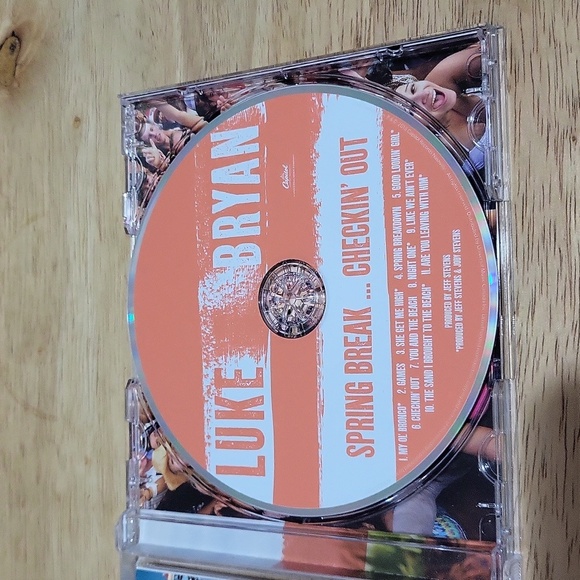 LUKE BRYAN
Capitol
SPRING BREAK ... CHECKIN' OUT
1. MY OL' BRONCO* 2. GAMES 3. SHE GET ME HIGH* 4. SPRING BREAKDOWN 5. GOOD LOOKIN' GIRL*
6. CHECKIN' OUT 7. YOU AND THE BEACH 8. NIGHT ONE* 9. LIKE WE AIN'T EVER*
10. THE SAND I BROUGHT TO THE BEACH* 11. ARE YOU LEAVING WITH HIM*
PRODUCED BY JEFF STEVENS
*PRODUCED BY JEFF STEVENS & JODY STEVENS